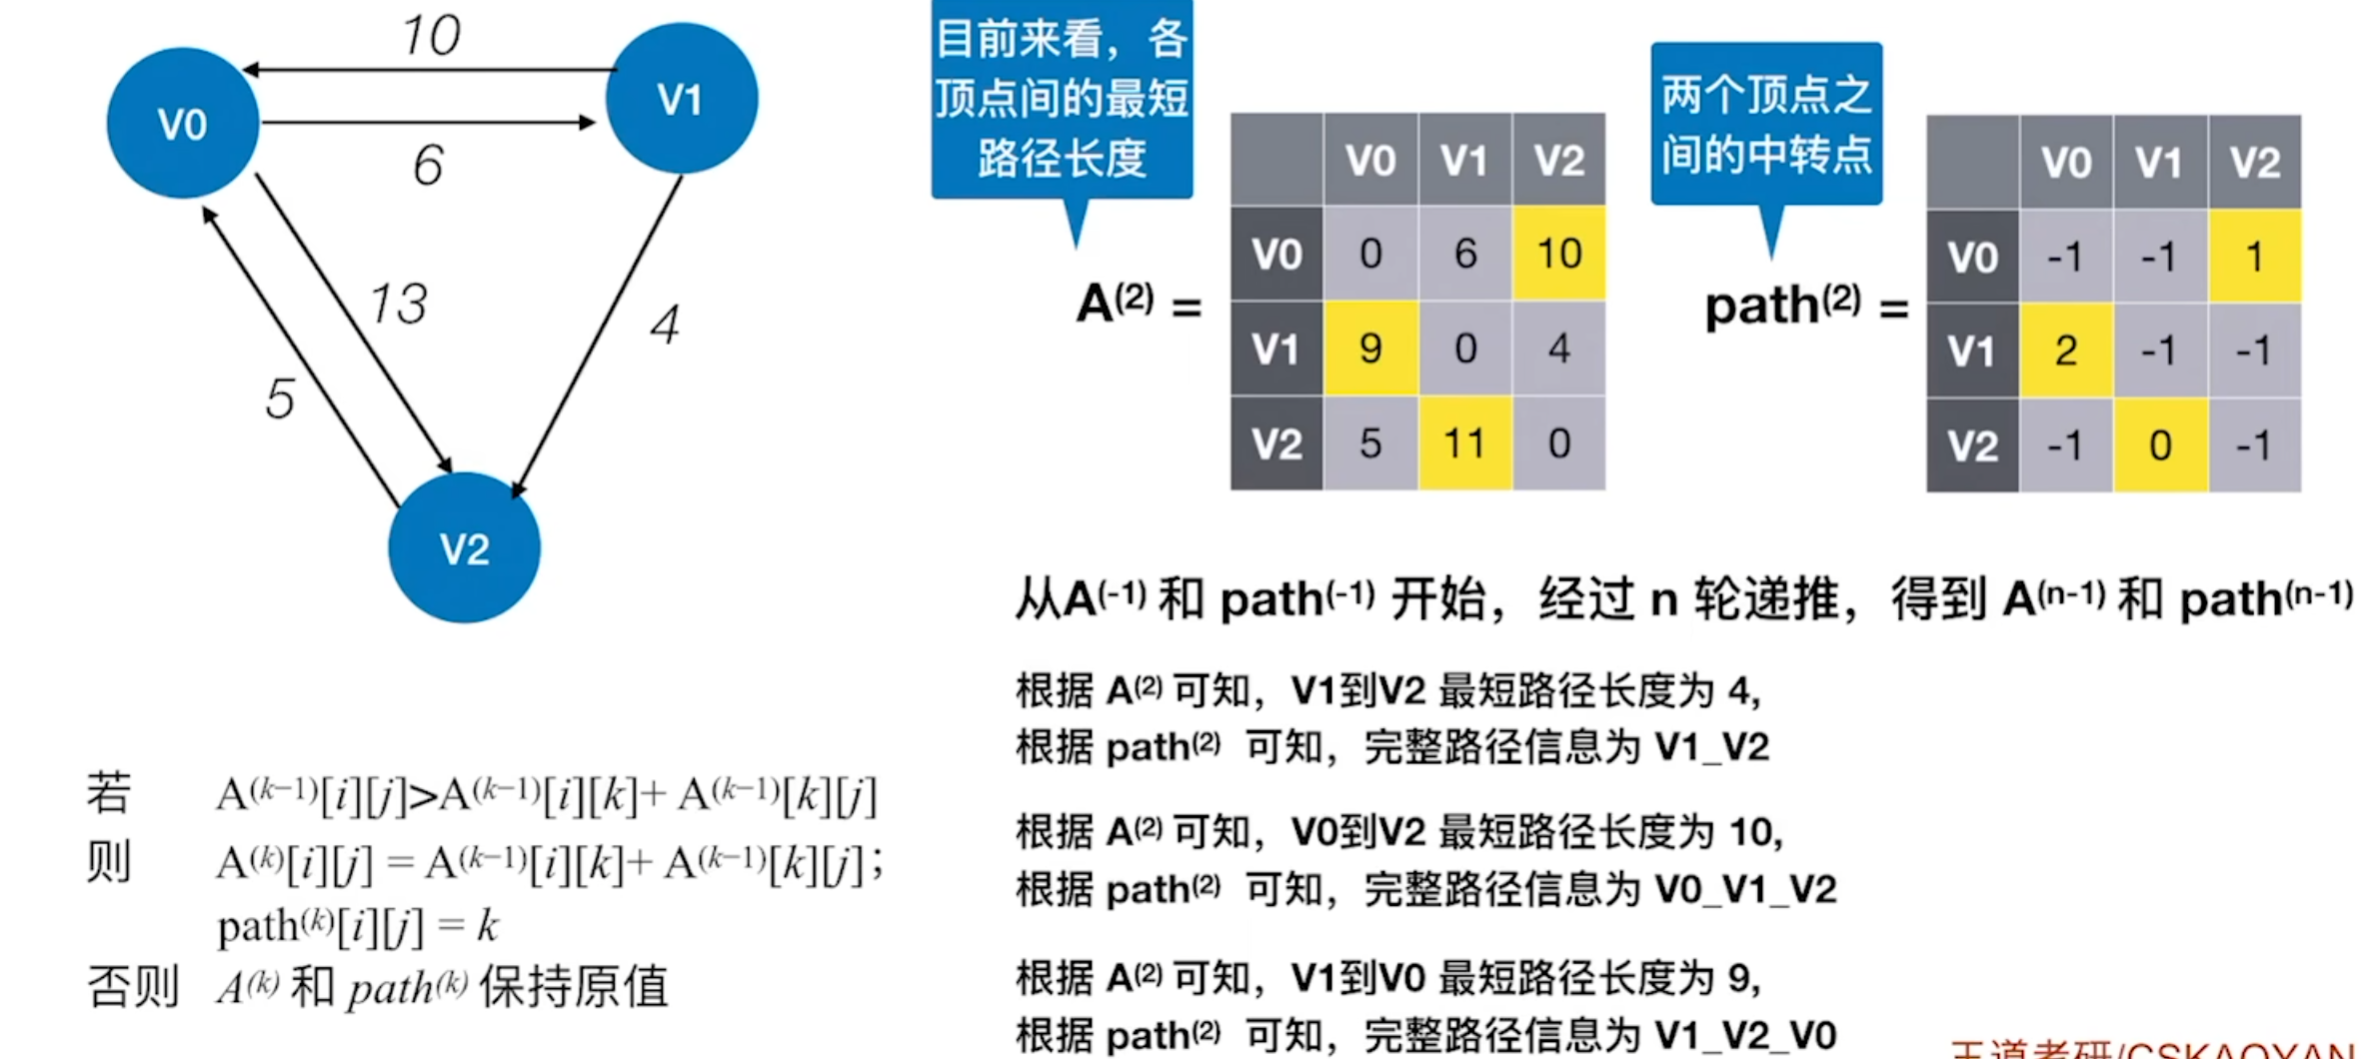 10
V0
V1
6
13
4
5
V2
目前来看，各
顶点间的最短
路径长度
A(2) =
V0 V1 V2
V0 0 6 10
V1 9 0 4
V2 5 11 0
两个顶点之
间的中转点
path(2) =
V0 V1 V2
V0 -1 -1 1
V1 2 -1 -1
V2 -1 0 -1
从A(-1) 和 path(-1) 开始，经过 n 轮递推，得到 A(n-1) 和 path(n-1)
根据 A(2) 可知，V1到V2 最短路径长度为 4,
根据 path(2) 可知，完整路径信息为 V1_V2
根据 A(2) 可知，V0到V2 最短路径长度为 10,
根据 path(2) 可知，完整路径信息为 V0_V1_V2
根据 A(2) 可知，V1到V0 最短路径长度为 9,
根据 path(2) 可知，完整路径信息为 V1_V2_V0
若 A(k−1)[i][j]>A(k−1)[i][k]+ A(k−1)[k][j]
则 A(k)[i][j] = A(k−1)[i][k]+ A(k−1)[k][j];
path(k)[i][j] = k
否则 A(k) 和 path(k) 保持原值
王道考研/CSKAOYAN